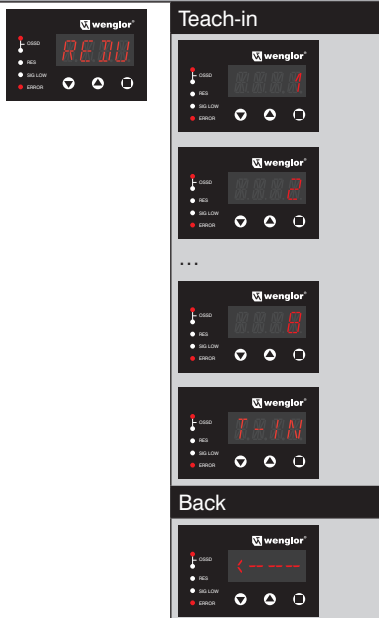 wenglor®
OSSD
REDU
RES
SIG LOW
ERROR
Teach-in
wenglor®
OSSD
1
RES
SIG LOW
ERROR
wenglor®
OSSD
2
RES
SIG LOW
ERROR
...
wenglor®
OSSD
8
RES
SIG LOW
ERROR
wenglor®
OSSD
T-IN
RES
SIG LOW
ERROR
Back
wenglor®
OSSD
<----
RES
SIG LOW
ERROR